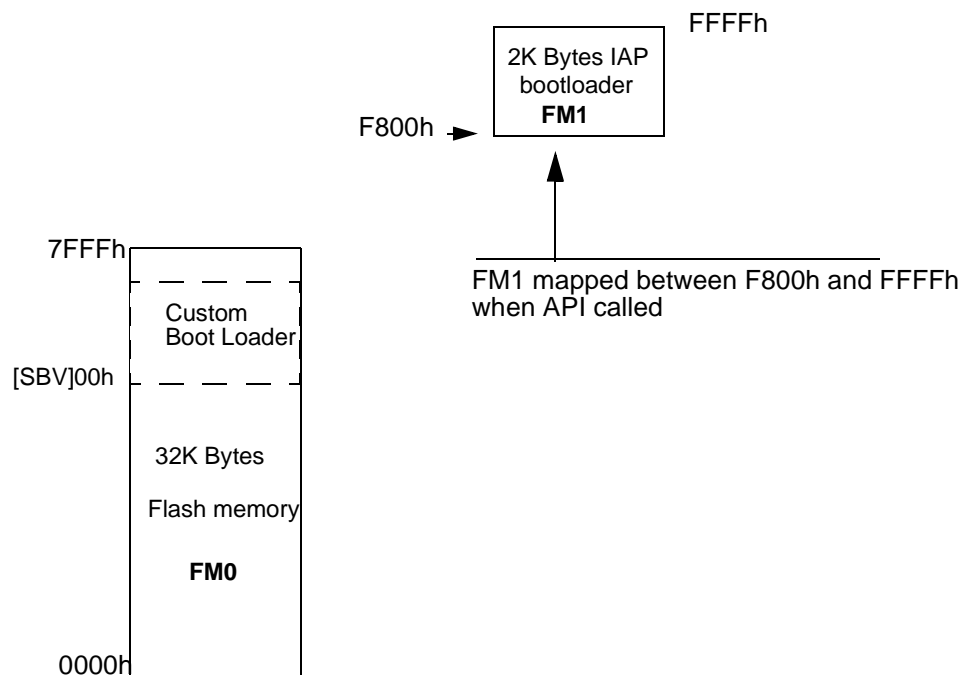 FFFFh
2K Bytes IAP
bootloader
FM1
F800h
7FFFh
FM1 mapped between F800h and FFFFh
when API called
Custom
Boot Loader
[SBV]00h
32K Bytes
Flash memory
FM0
0000h